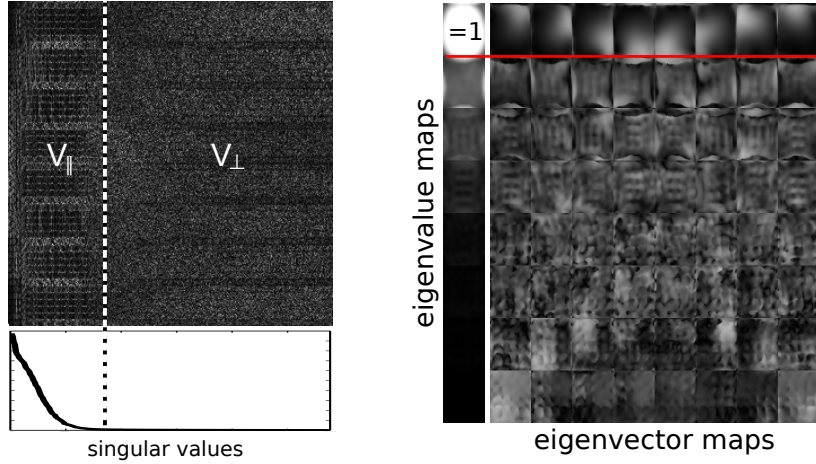 V∥
V⊥
singular values
=1
eigenvalue maps
eigenvector maps